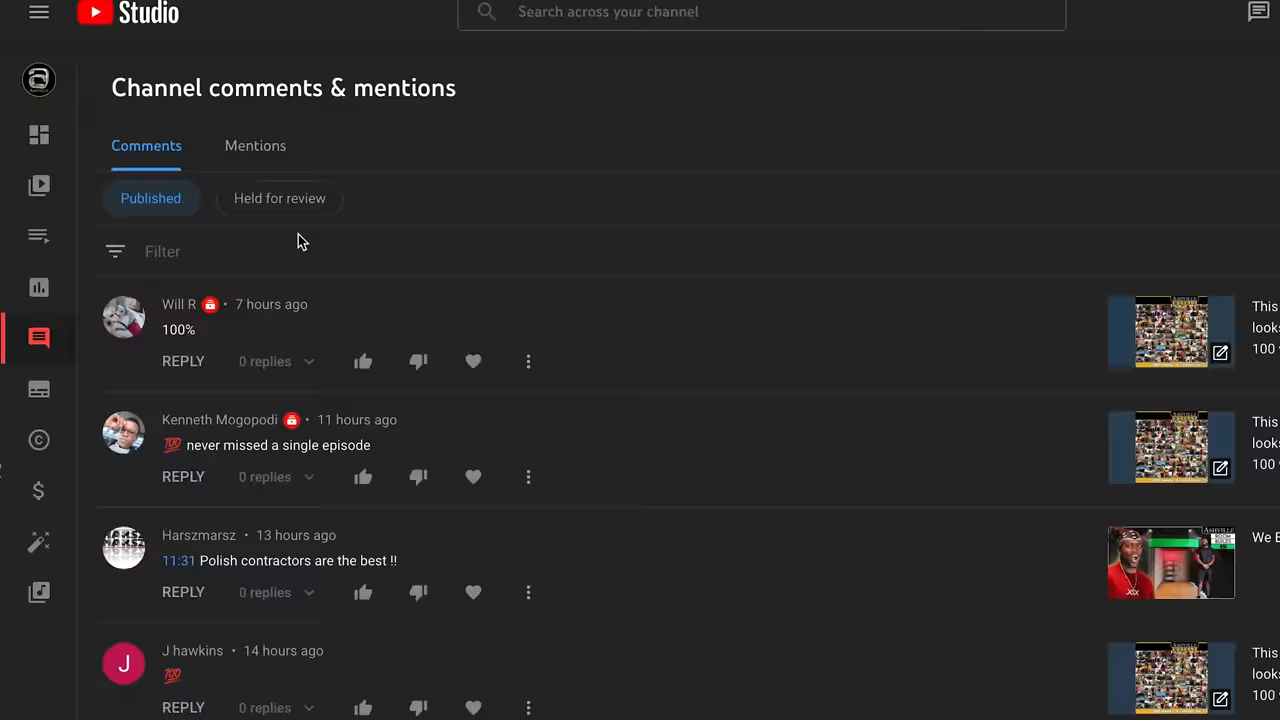 Studio
Search across your channel
Channel comments & mentions
Comments
Mentions
Published
Held for review
Filter
Will R • 7 hours ago
100%
REPLY 0 replies
This
looks
100
Kenneth Mogopodi • 11 hours ago
💯 never missed a single episode
REPLY 0 replies
This
looks
100
Harszmarsz • 13 hours ago
11:31 Polish contractors are the best !!
REPLY 0 replies
ASHVILLE
We
J
J hawkins • 14 hours ago
💯
REPLY 0 replies
This
looks
100